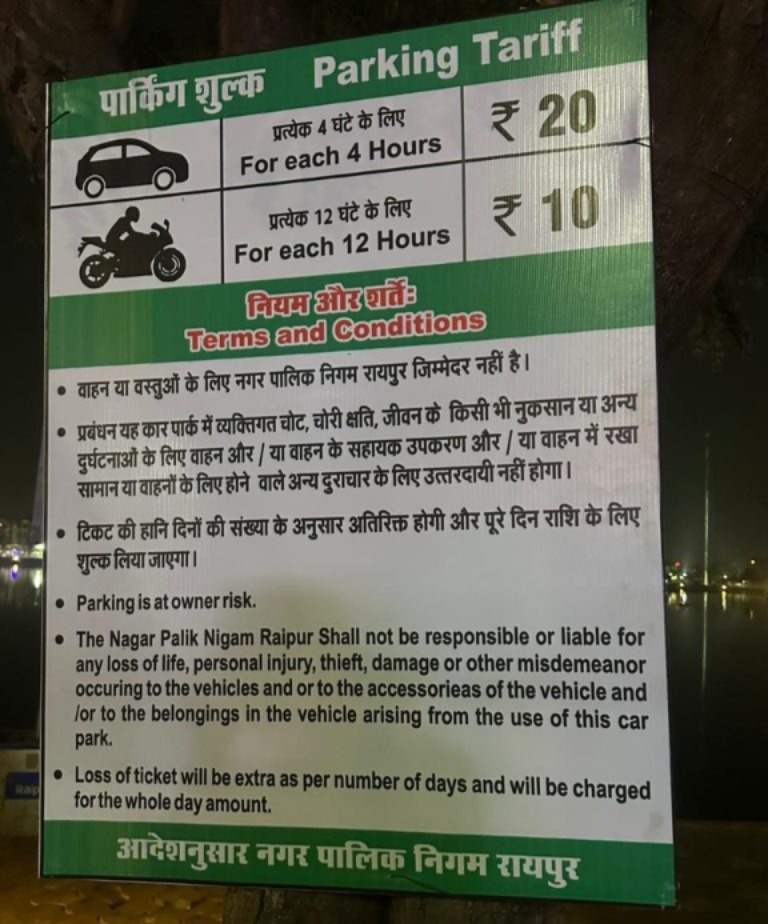 पार्किंग शुल्क Parking Tariff
प्रत्येक 4 घंटे के लिए
For each 4 Hours
₹ 20
प्रत्येक 12 घंटे के लिए
For each 12 Hours
₹ 10
नियम और शर्तेः
Terms and Conditions
• वाहन या वस्तुओं के लिए नगर पालिक निगम रायपुर जिम्मेदर नहीं है।
• प्रबंधन यह कार पार्क में व्यक्तिगत चोट, चोरी क्षति, जीवन के किसी भी नुकसान या अन्य
दुर्घटनाओं के लिए वाहन और / या वाहन के सहायक उपकरण और / या वाहन में रखा
सामान या वाहनों के लिए होने वाले अन्य दुराचार के लिए उत्तरदायी नहीं होगा।
• टिकट की हानि दिनों की संख्या के अनुसार अतिरिक्त होगी और पूरे दिन राशि के लिए
शुल्क लिया जाएगा।
• Parking is at owner risk.
• The Nagar Palik Nigam Raipur Shall not be responsible or liable for
any loss of life, personal injury, thieft, damage or other misdemeanor
occuring to the vehicles and or to the accessorieas of the vehicle and
/or to the belongings in the vehicle arising from the use of this car
park.
• Loss of ticket will be extra as per number of days and will be charged
for the whole day amount.
आदेशनुसार नगर पालिक निगम रायपुर
Raip